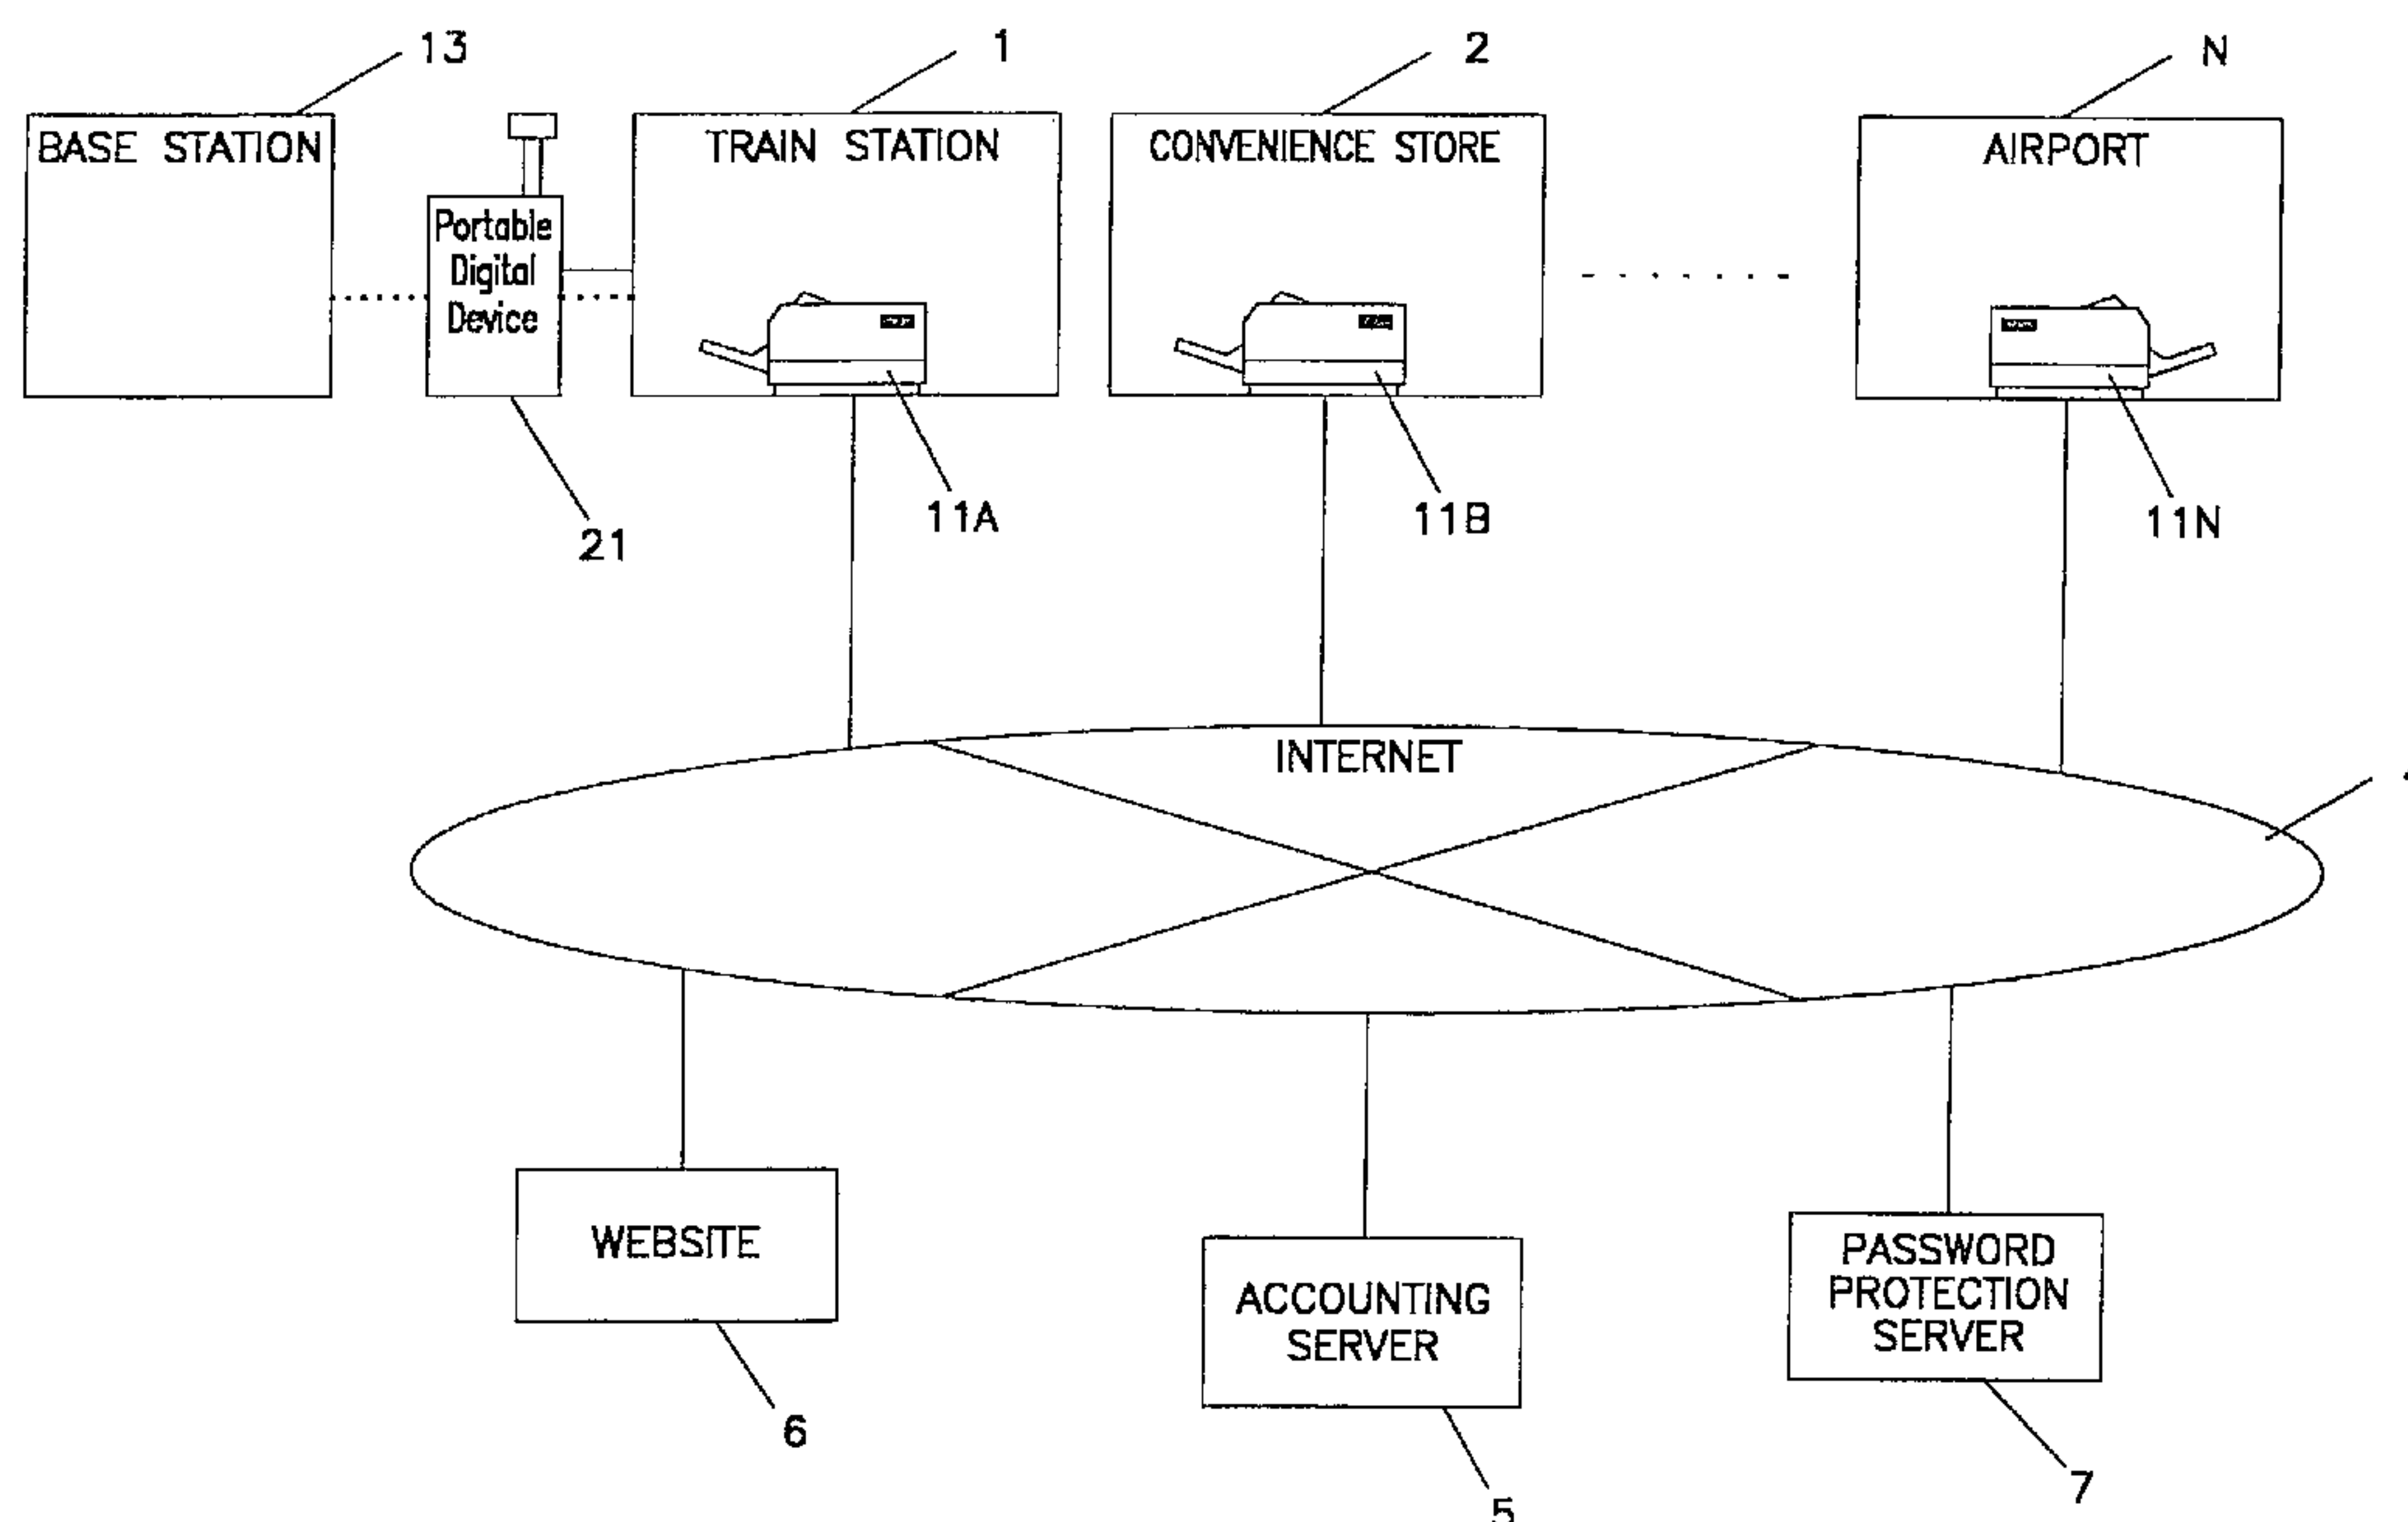 13
1
2
N
BASE STATION
TRAIN STATION
CONVENIENCE STORE
AIRPORT
Portable
Digital
Device
11A
11B
11N
21
INTERNET
WEBSITE
ACCOUNTING
SERVER
PASSWORD
PROTECTION
SERVER
6
5
7